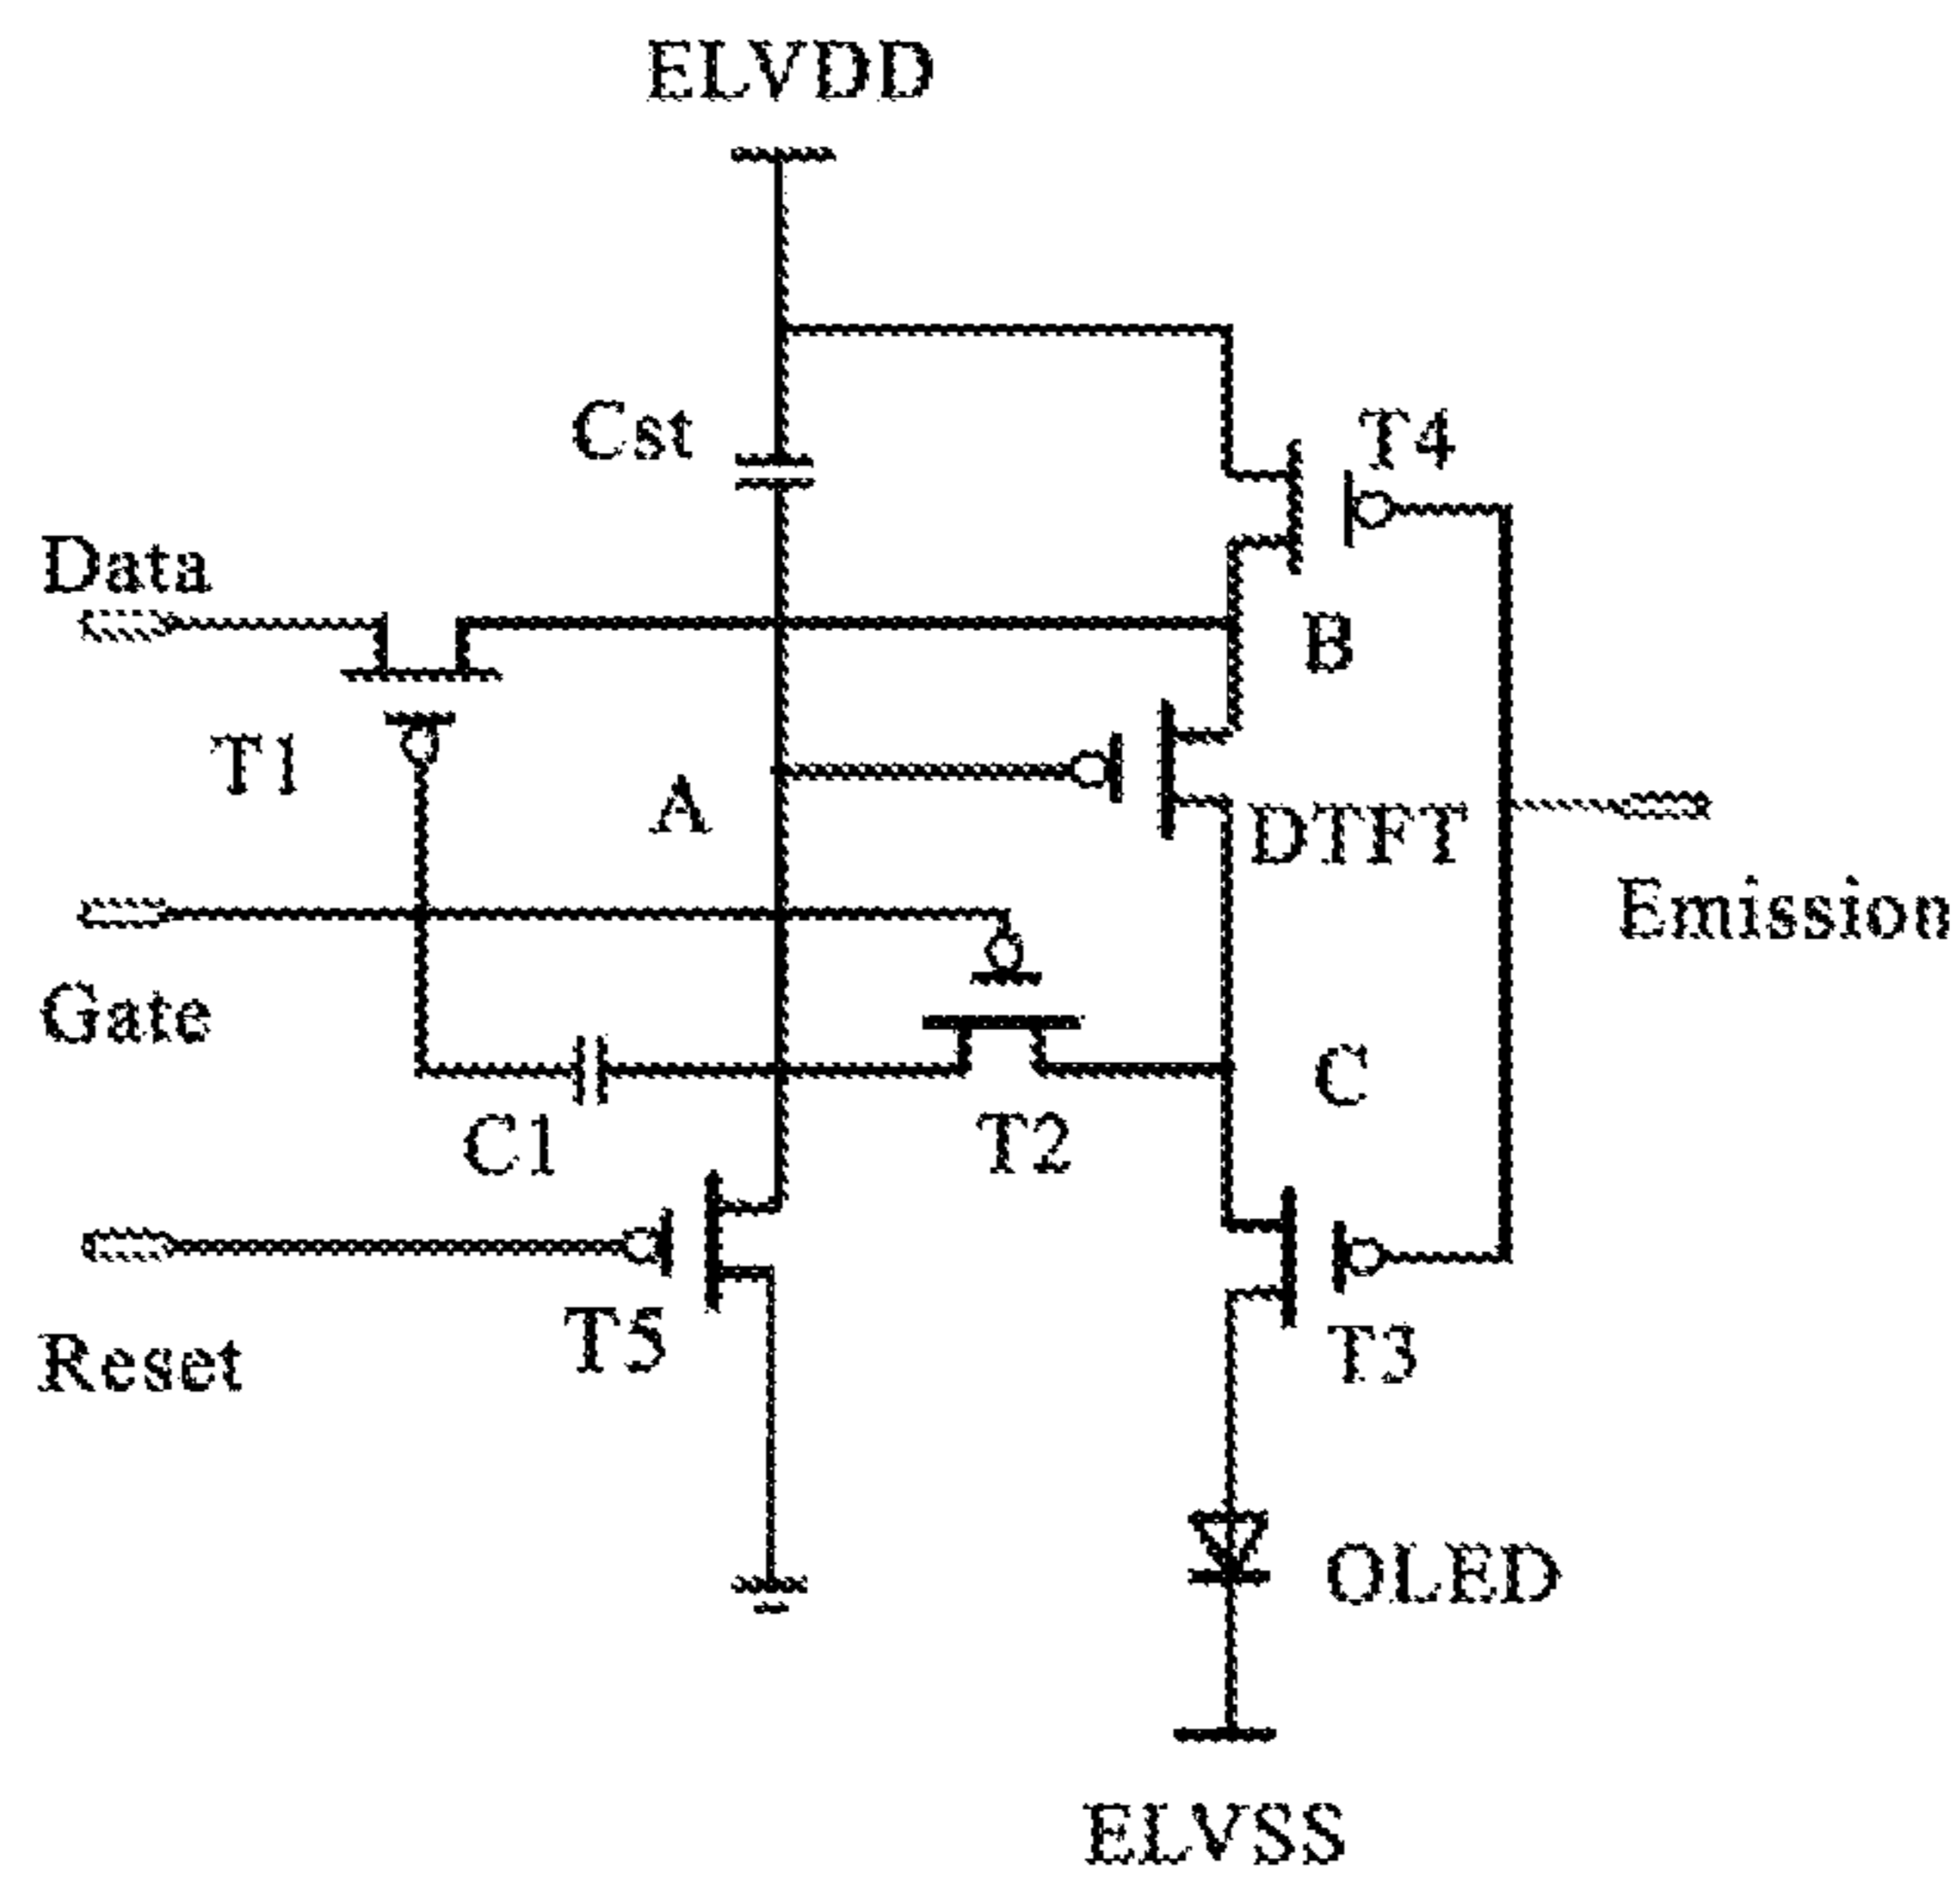 ELVDD
Cst
T4
Data
B
T1
A
DTFT
Emission
Gate
C
C1
T2
T5
T3
Reset
OLED
ELVSS